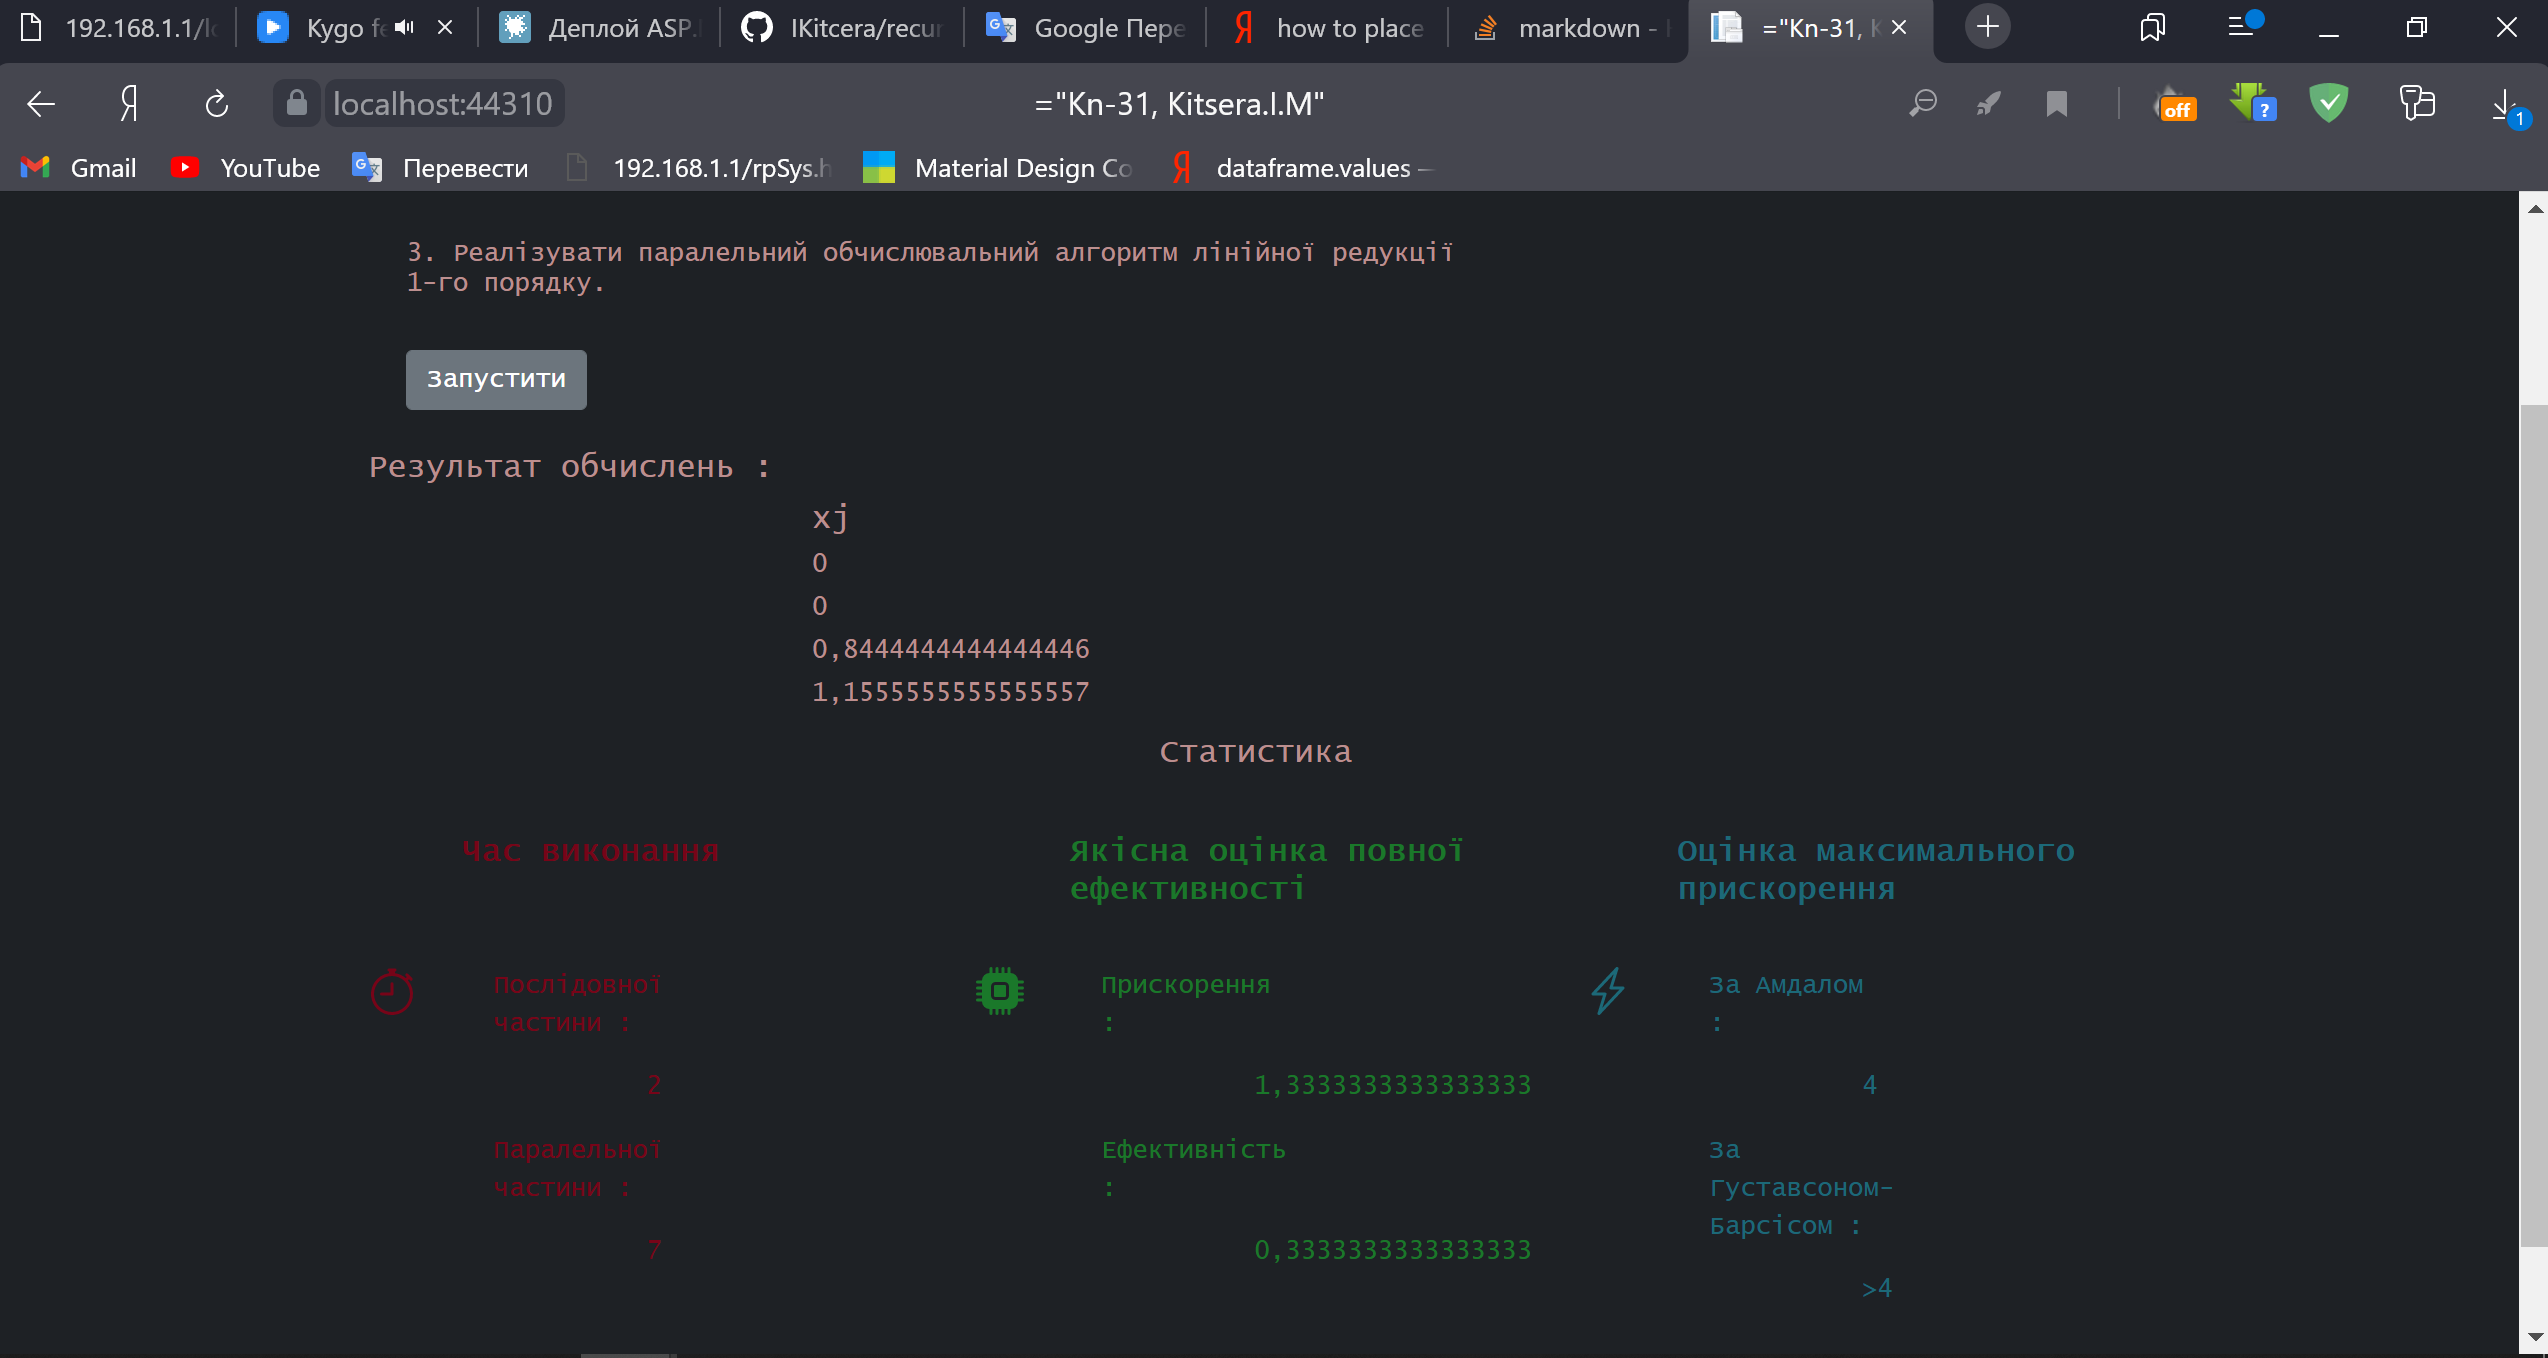 192.168.1.1/l
Kygo fe
Деплой ASP.
IKitcera/recur
Google Пере
how to place
markdown -
="Kn-31, K
localhost:44310
="Kn-31, Kitsera.I.M"
off
?
1
Gmail
YouTube
Перевести
192.168.1.1/rpSys.h
Material Design Co
dataframe.values —
3. Реалізувати паралельний обчислювальний алгоритм лінійної редукції
1-го порядку.
Запустити
Результат обчислень :
xj
0
0
0,8444444444444446
1,1555555555555557
Статистика
Час виконання
Якісна оцінка повної
ефективності
Оцінка максимального
прискорення
Послідовної
частини :
2
Паралельної
частини :
7
Прискорення
:
1,3333333333333333
Ефективність
:
0,3333333333333333
За Амдалом
:
4
За
Густавсоном-
Барсісом :
>4